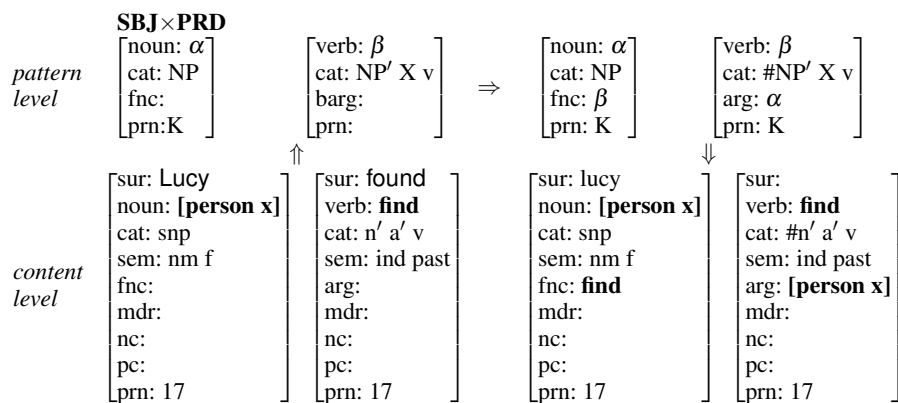 SBJ×PRD
[noun: α] [verb: β] [noun: α] [verb: β]
pattern level
[cat: NP] [cat: NP′ X v] ⇒ [cat: NP] [cat: #NP′ X v]
[fnc:] [barg:] [fnc: β] [arg: α]
[prn:K] [prn:] [prn: K] [prn: K]
⇑ ⇓
[sur: Lucy] [sur: found] [sur: lucy] [sur:]
[noun: [person x]] [verb: find] [noun: [person x]] [verb: find]
[cat: snp] [cat: n′ a′ v] [cat: snp] [cat: #n′ a′ v]
[sem: nm f] [sem: ind past] [sem: nm f] [sem: ind past]
content level
[fnc:] [arg:] [fnc: find] [arg: [person x]]
[mdr:] [mdr:] [mdr:] [mdr:]
[nc:] [nc:] [nc:] [nc:]
[pc:] [pc:] [pc:] [pc:]
[prn: 17] [prn: 17] [prn: 17] [prn: 17]